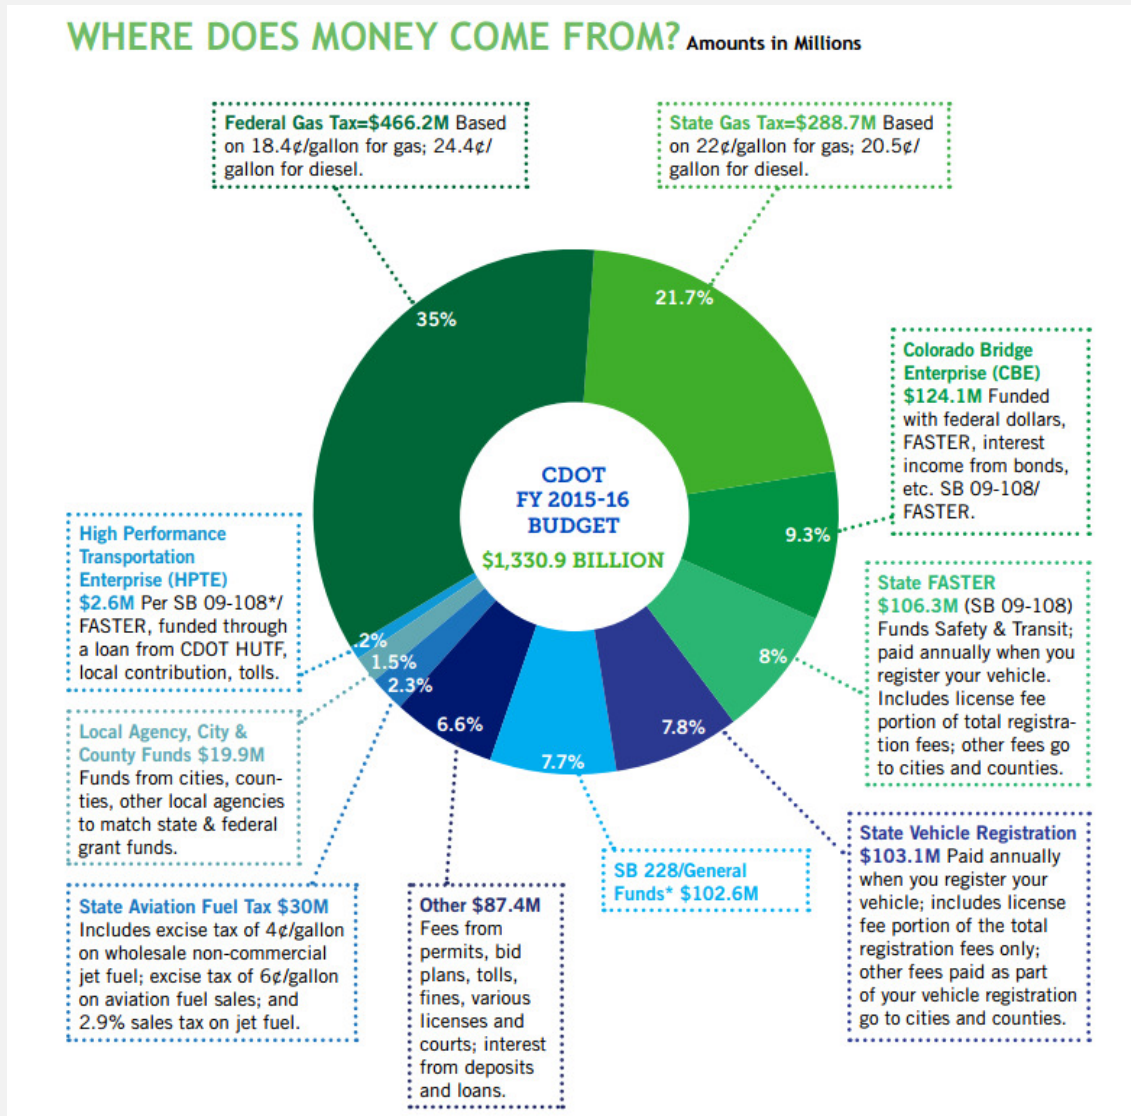 WHERE DOES MONEY COME FROM? Amounts in Millions
Federal Gas Tax=$466.2M Based
on 18.4¢/gallon for gas; 24.4¢/
gallon for diesel.
State Gas Tax=$288.7M Based
on 22¢/gallon for gas; 20.5¢/
gallon for diesel.
35%
21.7%
Colorado Bridge
Enterprise (CBE)
$124.1M Funded
with federal dollars,
FASTER, interest
income from bonds,
etc. SB 09-108/
FASTER.
CDOT
FY 2015-16
BUDGET
$1,330.9 BILLION
9.3%
High Performance
Transportation
Enterprise (HPTE)
$2.6M Per SB 09-108*/
FASTER, funded through
a loan from CDOT HUTF,
local contribution, tolls.
State FASTER
$106.3M (SB 09-108)
Funds Safety & Transit;
paid annually when you
register your vehicle.
Includes license fee
portion of total registra-
tion fees; other fees go
to cities and counties.
.2%
1.5%
2.3%
6.6%
7.7%
7.8%
8%
Local Agency, City &
County Funds $19.9M
Funds from cities, coun-
ties, other local agencies
to match state & federal
grant funds.
State Vehicle Registration
$103.1M Paid annually
when you register your
vehicle; includes license
fee portion of the total
registration fees only;
other fees paid as part
of your vehicle registration
go to cities and counties.
SB 228/General
Funds* $102.6M
State Aviation Fuel Tax $30M
Includes excise tax of 4¢/gallon
on wholesale non-commercial
jet fuel; excise tax of 6¢/gallon
on aviation fuel sales; and
2.9% sales tax on jet fuel.
Other $87.4M
Fees from
permits, bid
plans, tolls,
fines, various
licenses and
courts; interest
from deposits
and loans.